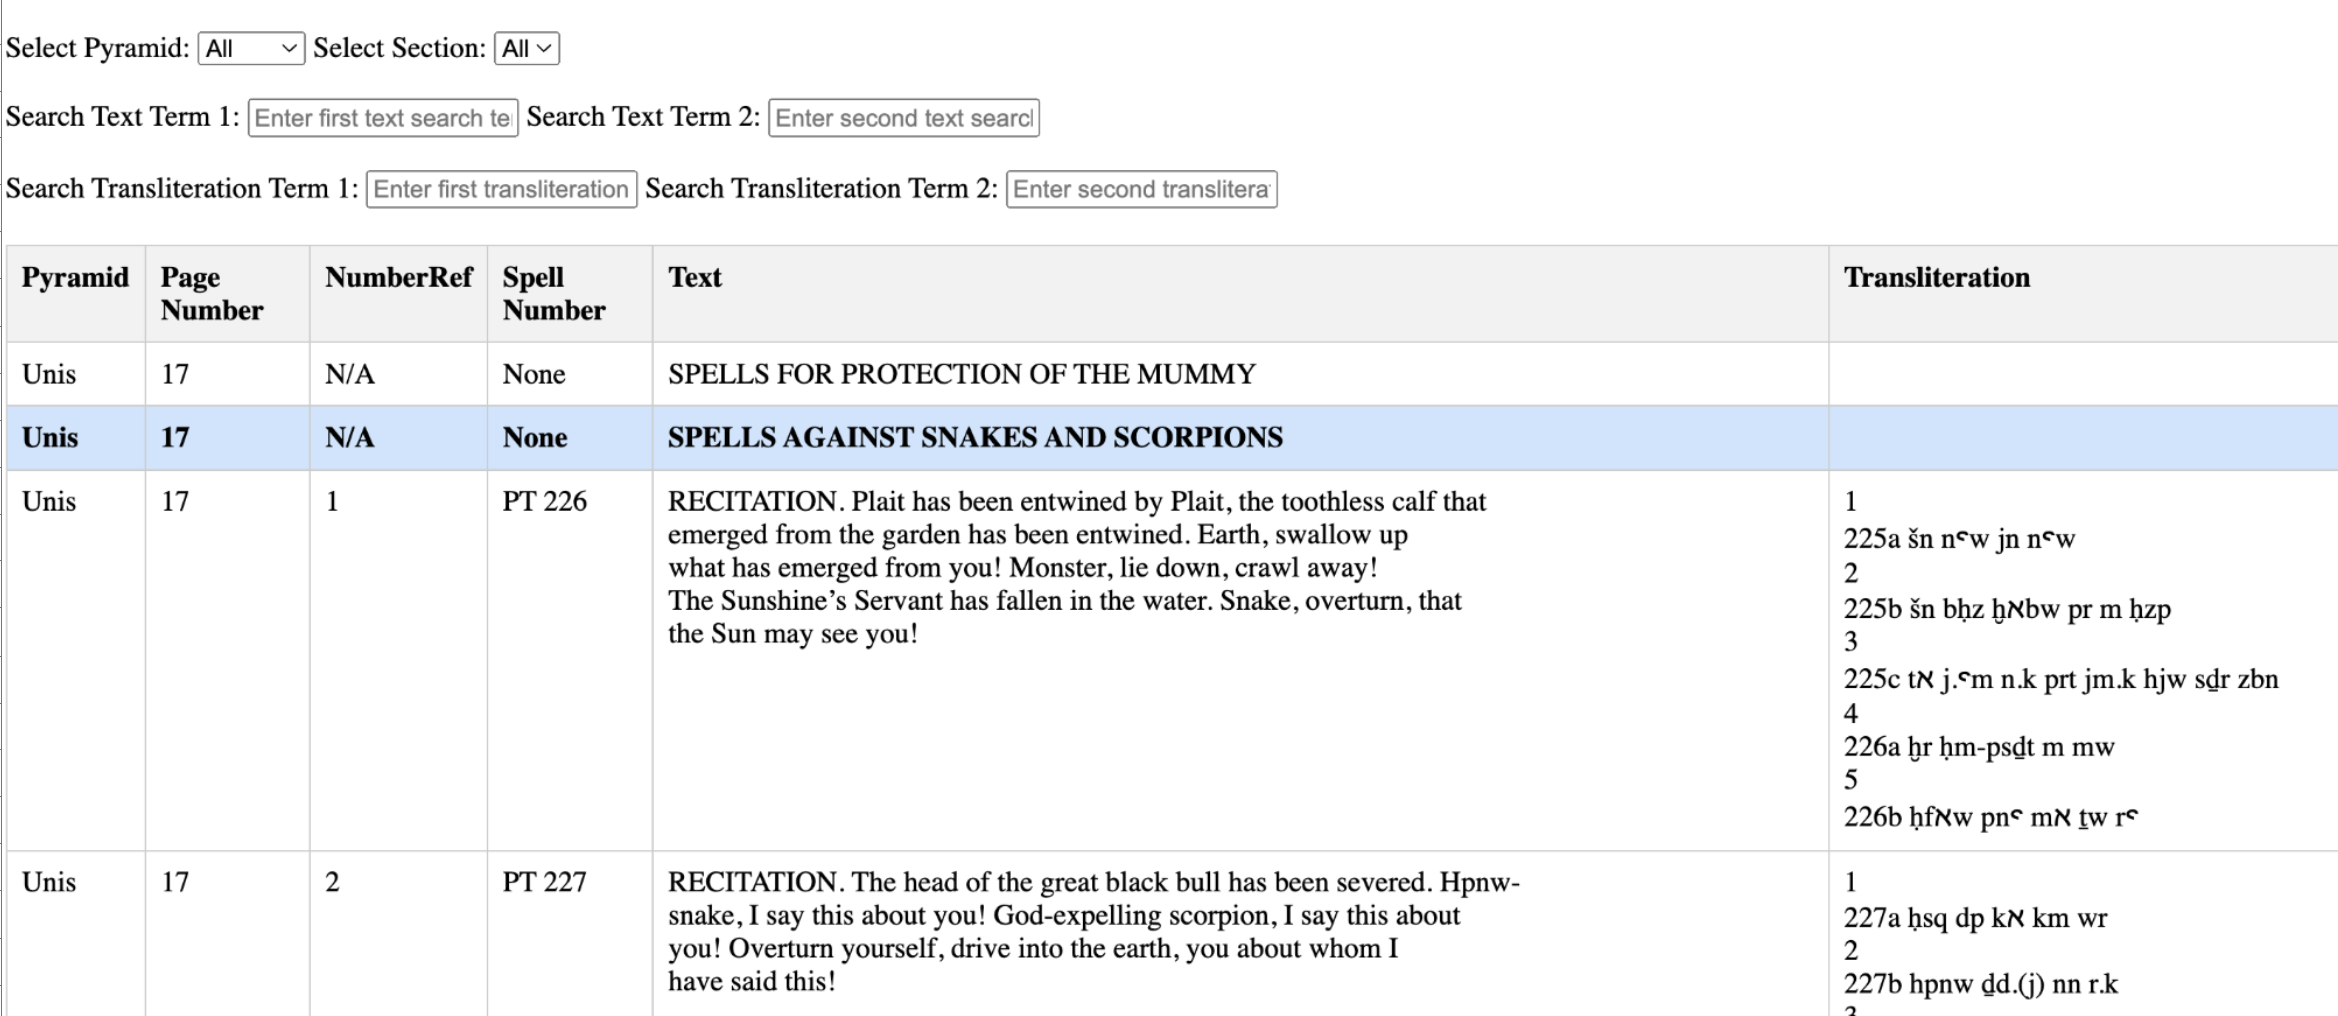 Select Pyramid: All Select Section: All
Search Text Term 1: Enter first text search te Search Text Term 2: Enter second text search
Search Transliteration Term 1: Enter first transliteration Search Transliteration Term 2: Enter second translitera
Pyramid Page Number NumberRef Spell Number Text Transliteration
Unis 17 N/A None SPELLS FOR PROTECTION OF THE MUMMY
Unis 17 N/A None SPELLS AGAINST SNAKES AND SCORPIONS
Unis 17 1 PT 226
RECITATION. Plait has been entwined by Plait, the toothless calf that
emerged from the garden has been entwined. Earth, swallow up
what has emerged from you! Monster, lie down, crawl away!
The Sunshine’s Servant has fallen in the water. Snake, overturn, that
the Sun may see you!
1
225a šn nꜥw jn nꜥw
2
225b šn bḥz ẖאbw pr m ḥzp
3
225c tא j.ꜥm n.k prt jm.k hjw sḏr zbn
4
226a ḫr ḥm-psḏt m mw
5
226b ḥfאw pnꜥ mא ṯw rꜥ
Unis 17 2 PT 227
RECITATION. The head of the great black bull has been severed. Hpnw-
snake, I say this about you! God-expelling scorpion, I say this about
you! Overturn yourself, drive into the earth, you about whom I
have said this!
1
227a ḥsq dp kא km wr
2
227b hpnw ḏd.(j) nn r.k
3